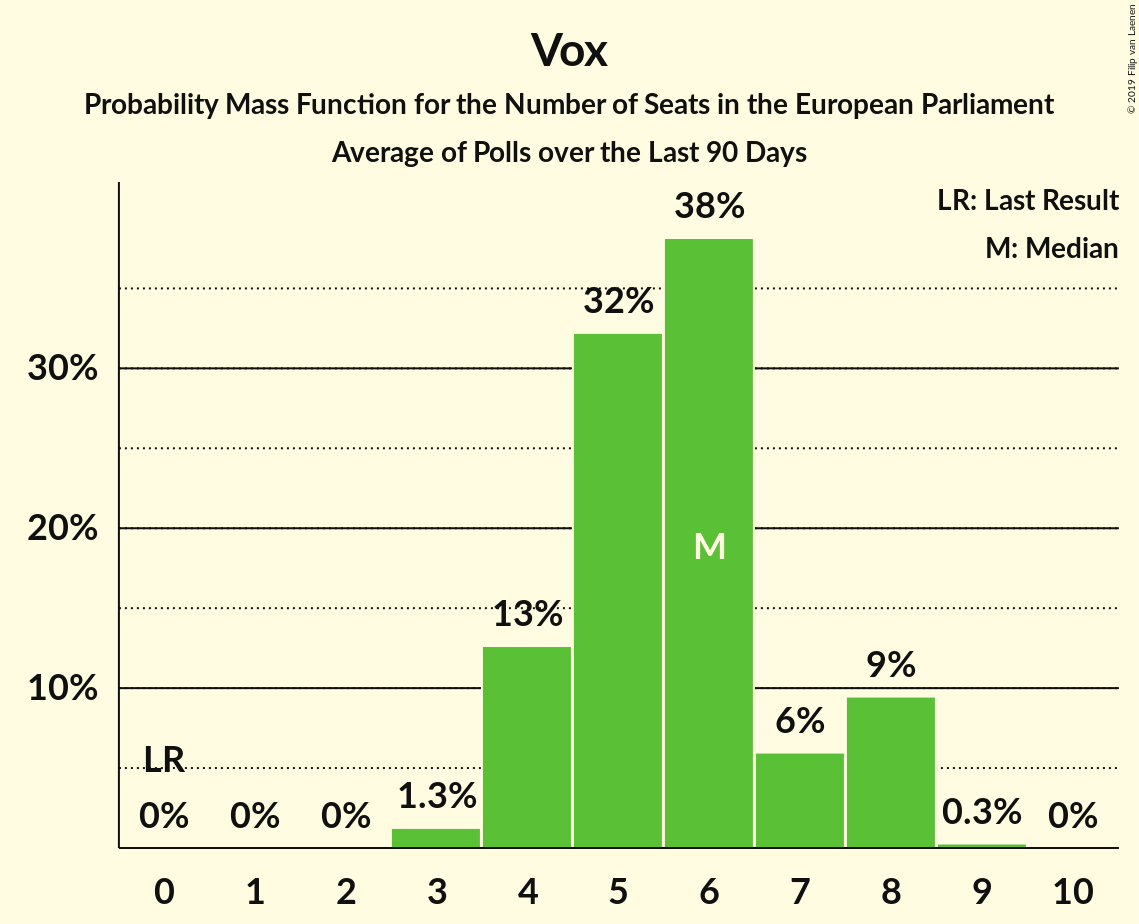 Vox
Probability Mass Function for the Number of Seats in the European Parliament
Average of Polls over the Last 90 Days
© 2019 Filip van Laenen
LR: Last Result
M: Median
38%
32%
30%
20%
M
13%
10%
9%
6%
LR
1.3%
0.3%
0% 0% 0% 0%
0 1 2 3 4 5 6 7 8 9 10